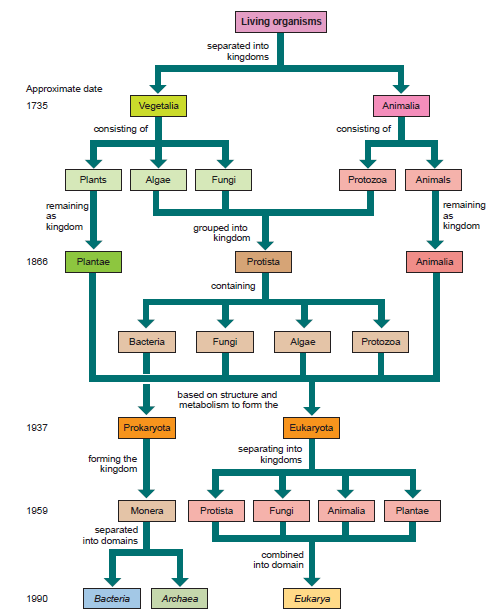 Living organisms
separated into
kingdoms
Approximate date
1735
Vegetalia
Animalia
consisting of
consisting of
Plants
Algae
Fungi
Protozoa
Animals
remaining
as
kingdom
grouped into
kingdom
remaining
as
kingdom
1866
Plantae
Protista
Animalia
containing
Bacteria
Fungi
Algae
Protozoa
based on structure and
metabolism to form the
1937
Prokaryota
Eukaryota
forming the
kingdom
separating into
kingdoms
1959
Monera
Protista
Fungi
Animalia
Plantae
separated
into domains
combined
into domain
1990
Bacteria
Archaea
Eukarya